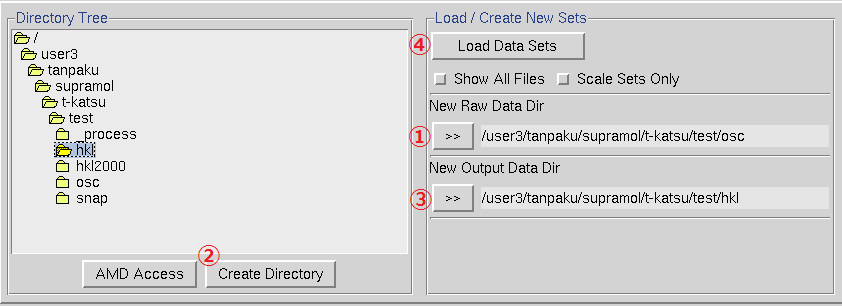 Directory Tree
/
user3
tanpaku
supramol
t-katsu
test
_process
hkl
hkl2000
osc
snap
② 
AMD Access
Create Directory
Load / Create New Sets
④
Load Data Sets
Show All Files
Scale Sets Only
New Raw Data Dir
①
>>
/user3/tanpaku/supramol/t-katsu/test/osc
New Output Data Dir
③
>>
/user3/tanpaku/supramol/t-katsu/test/hkl